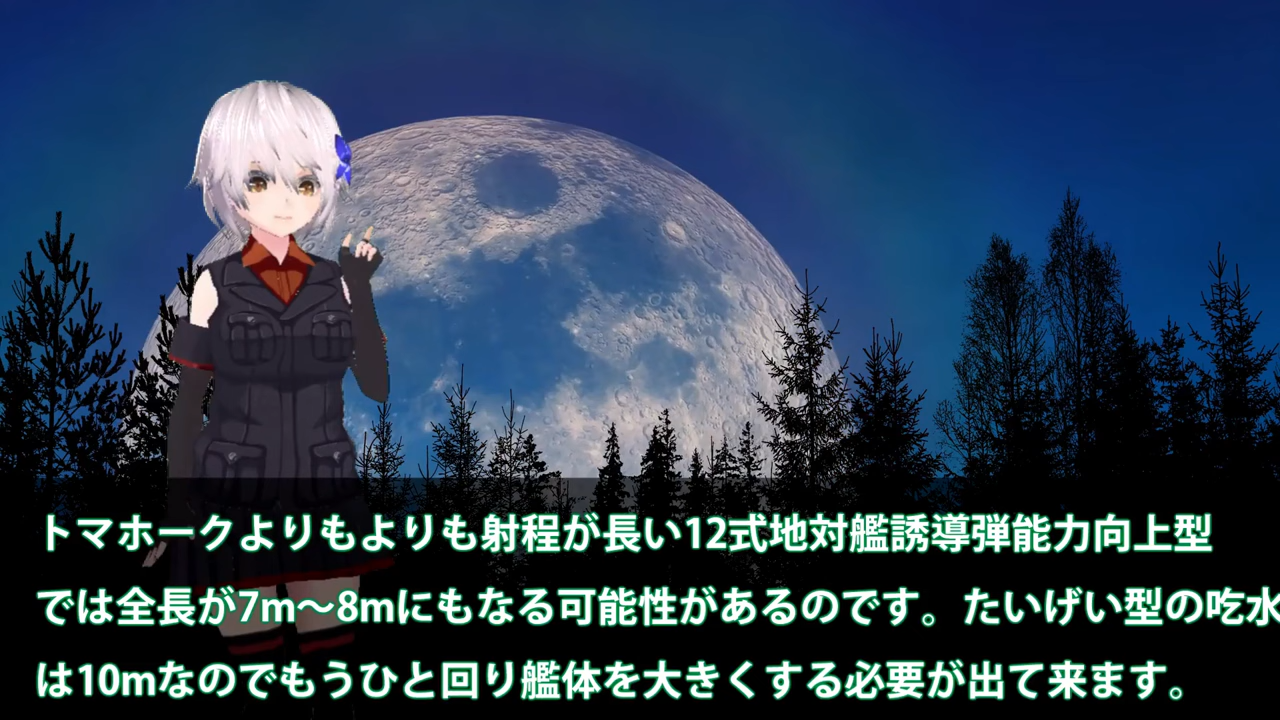 トマホークよりもよりも射程が長い12式地対艦誘導弾能力向上型
では全長が7m～8mにもなる可能性があるのです。たいげい型の吃水
は10mなのでもうひと回り艦体を大きくする必要が出て来ます。